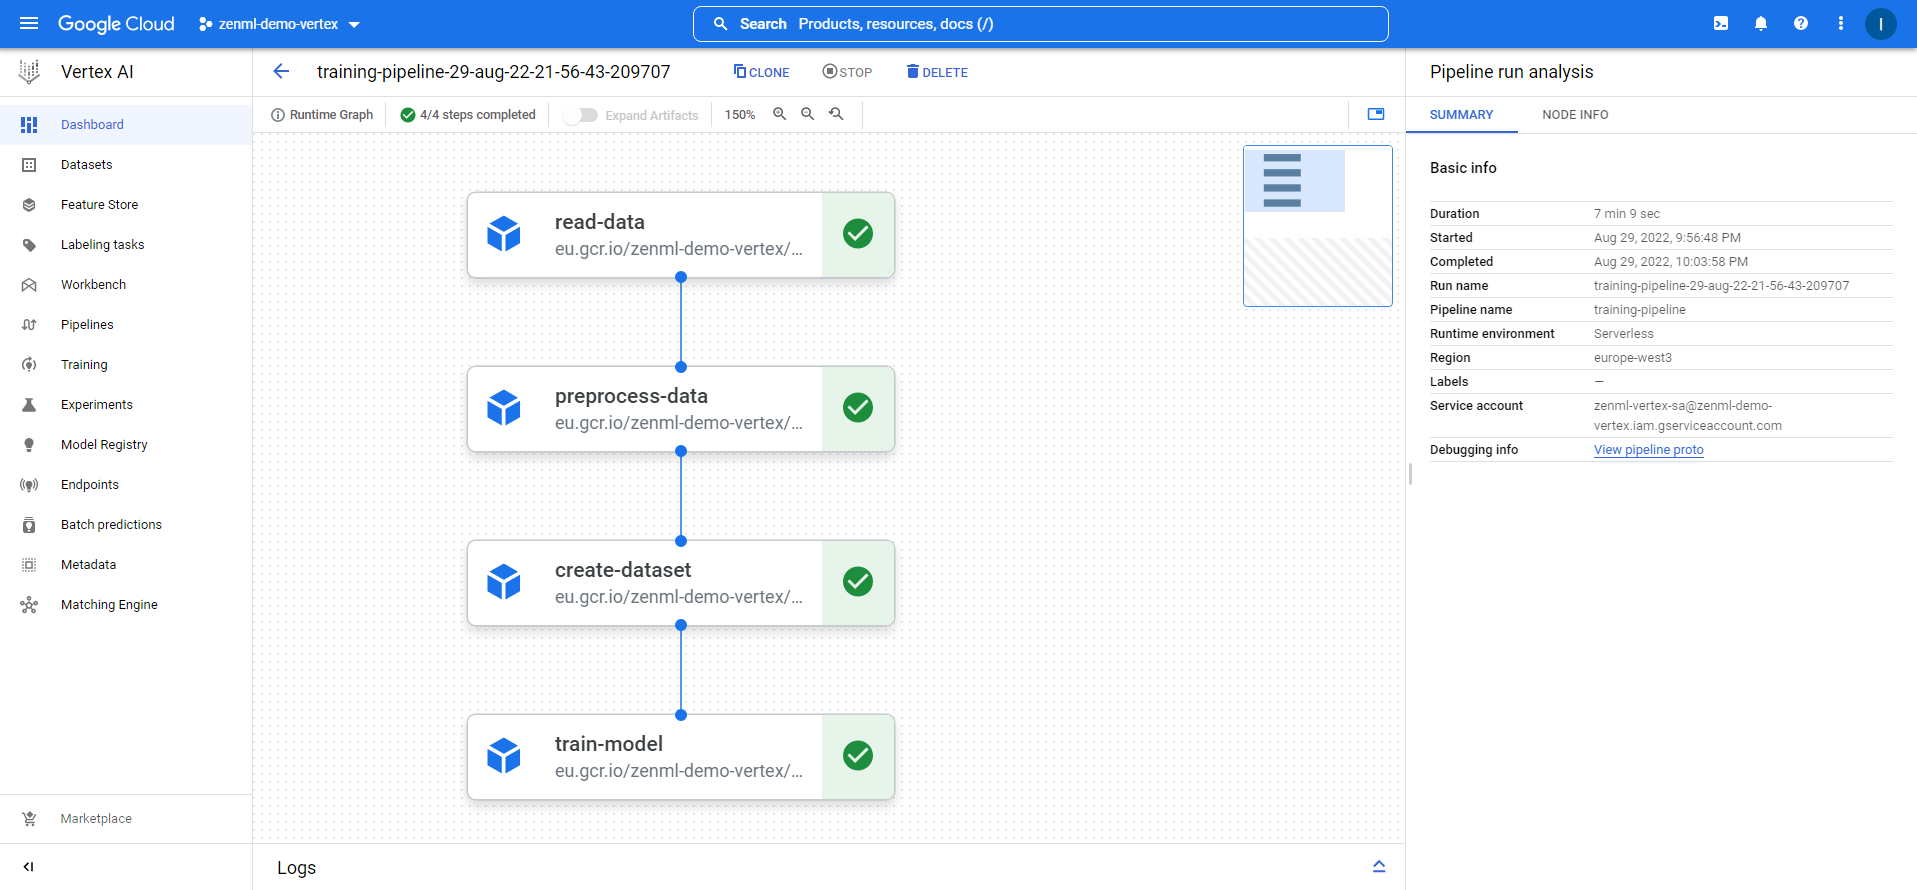 Google Cloud
zenml-demo-vertex
Search Products, resources, docs (/)
I
Vertex AI
Dashboard
Datasets
Feature Store
Labeling tasks
Workbench
Pipelines
Training
Experiments
Model Registry
Endpoints
Batch predictions
Metadata
Matching Engine
Marketplace
training-pipeline-29-aug-22-21-56-43-209707
CLONE
STOP
DELETE
Runtime Graph
4/4 steps completed
Expand Artifacts
150%
read-data
eu.gcr.io/zenml-demo-vertex/...
preprocess-data
eu.gcr.io/zenml-demo-vertex/...
create-dataset
eu.gcr.io/zenml-demo-vertex/...
train-model
eu.gcr.io/zenml-demo-vertex/...
Logs
Pipeline run analysis
SUMMARY
NODE INFO
Basic info
Duration 7 min 9 sec
Started Aug 29, 2022, 9:56:48 PM
Completed Aug 29, 2022, 10:03:58 PM
Run name training-pipeline-29-aug-22-21-56-43-209707
Pipeline name training-pipeline
Runtime environment Serverless
Region europe-west3
Labels —
Service account zenml-vertex-sa@zenml-demo-
vertex.iam.gserviceaccount.com
Debugging info View pipeline proto